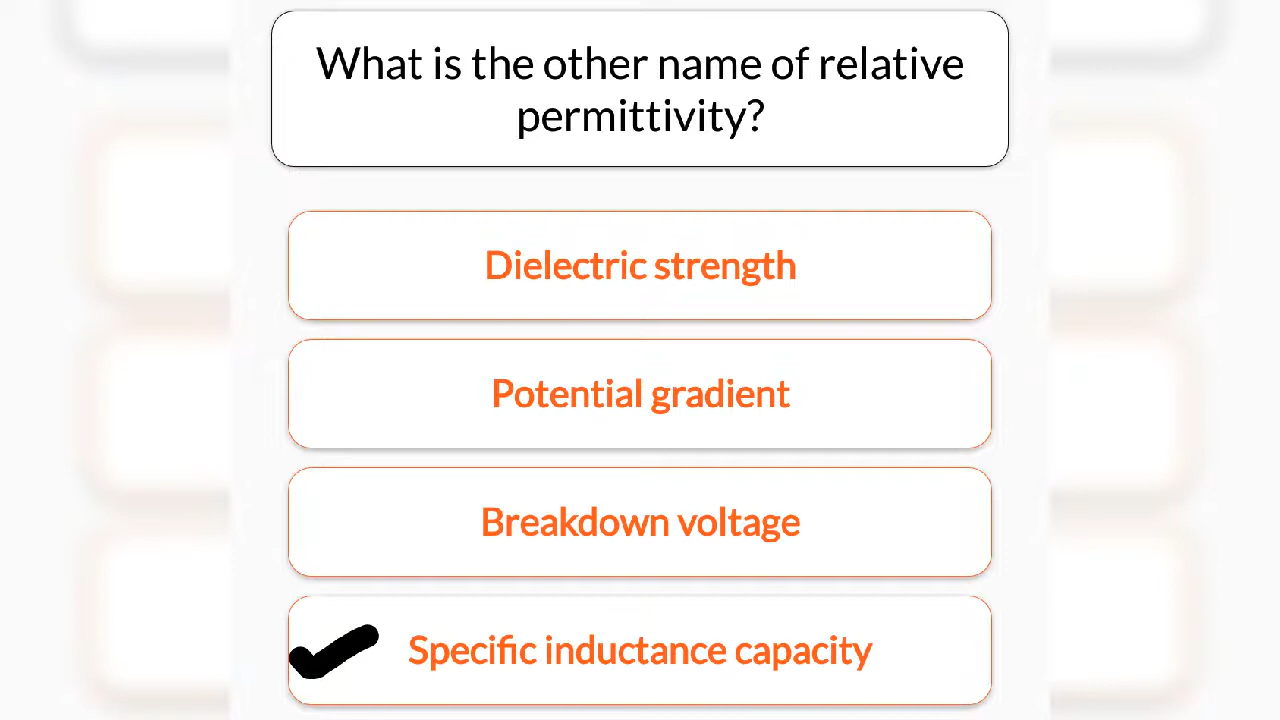 What is the other name of relative
permittivity?
Dielectric strength
Potential gradient
Breakdown voltage
Specific inductance capacity